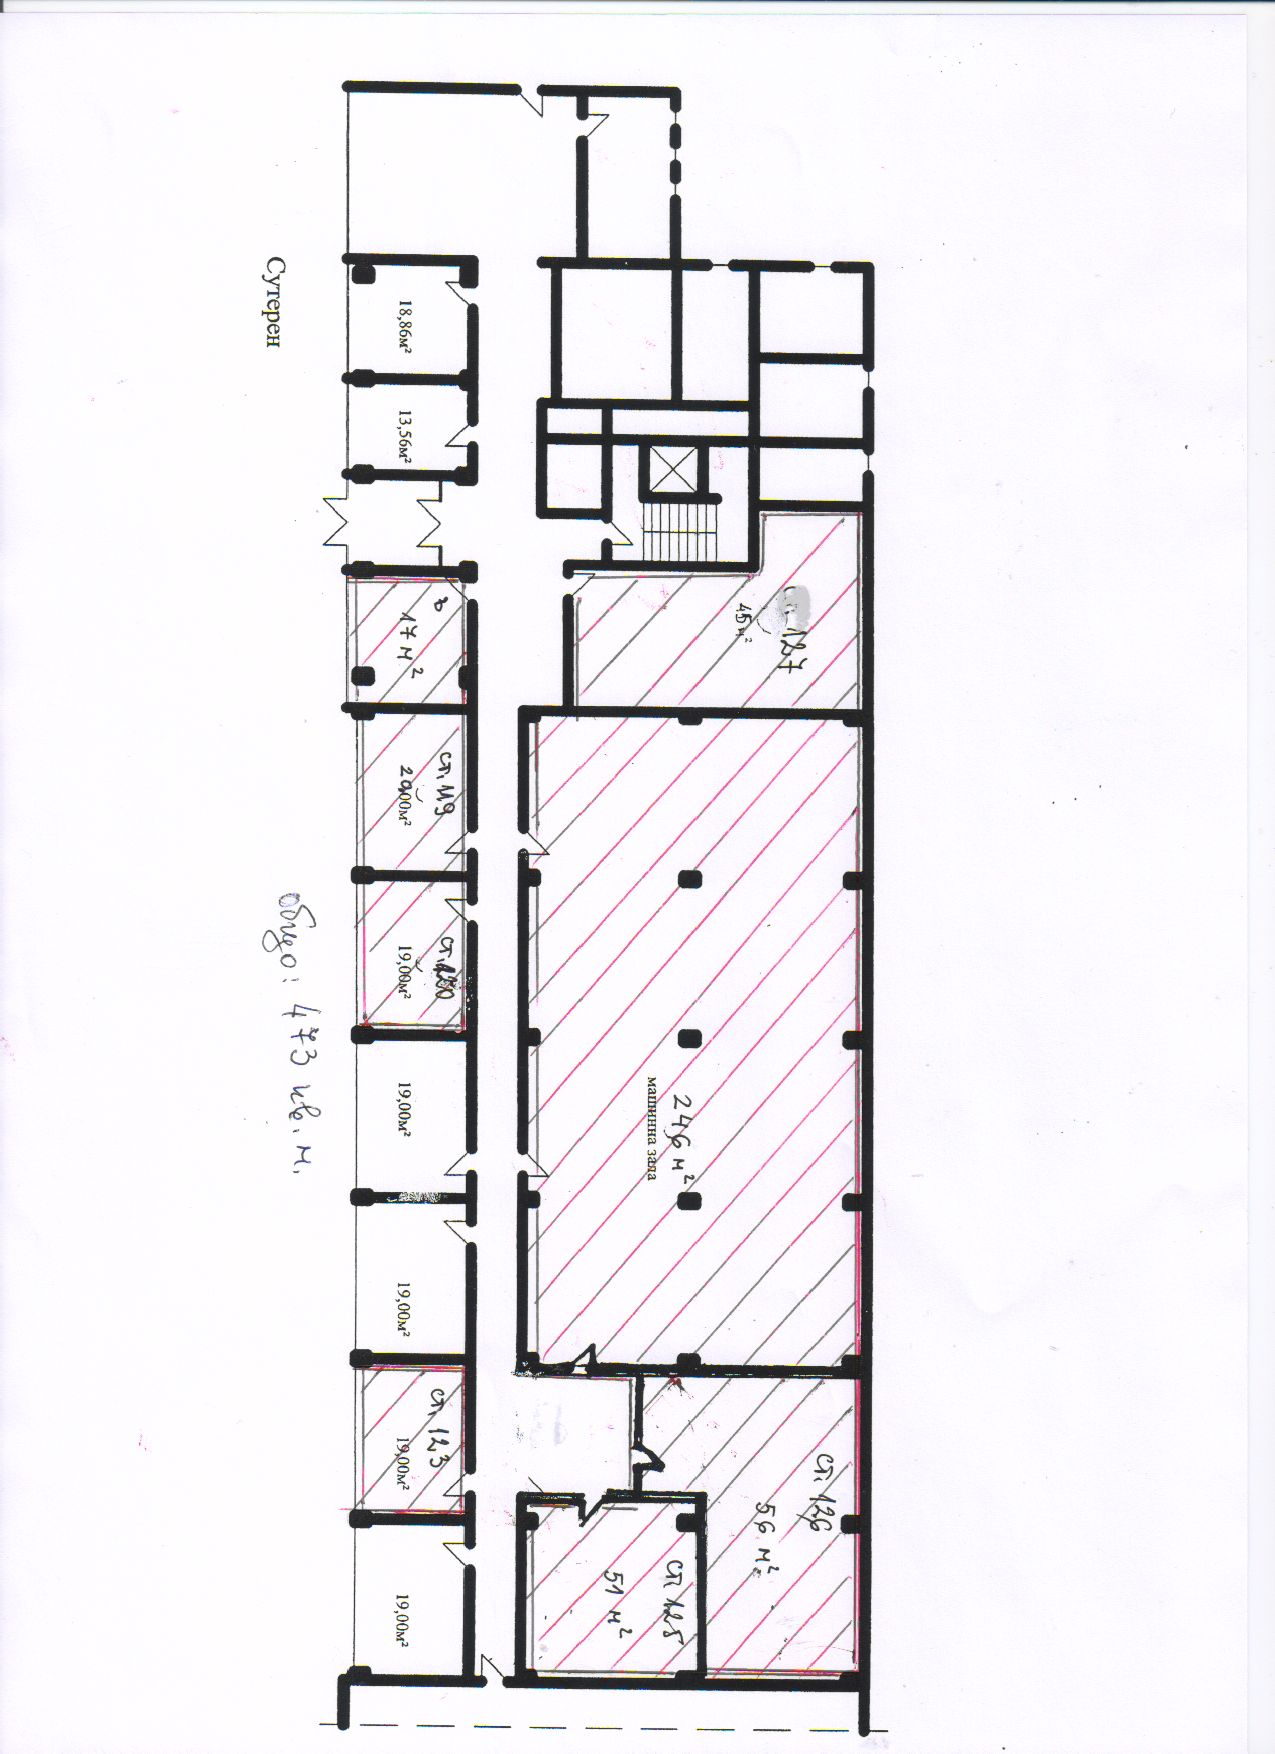 Сутерен
18,86м²
13,56м²
17 м²
ст. 119
20,00м²
ст. 120
19,00м²
19,00м²
19,00м²
ст. 123
19,00м²
19,00м²
127
45 м²
246 м²
машинна зала
ст. 126
56 м²
ст. 125
51 м²
общо: 473 кв. м.